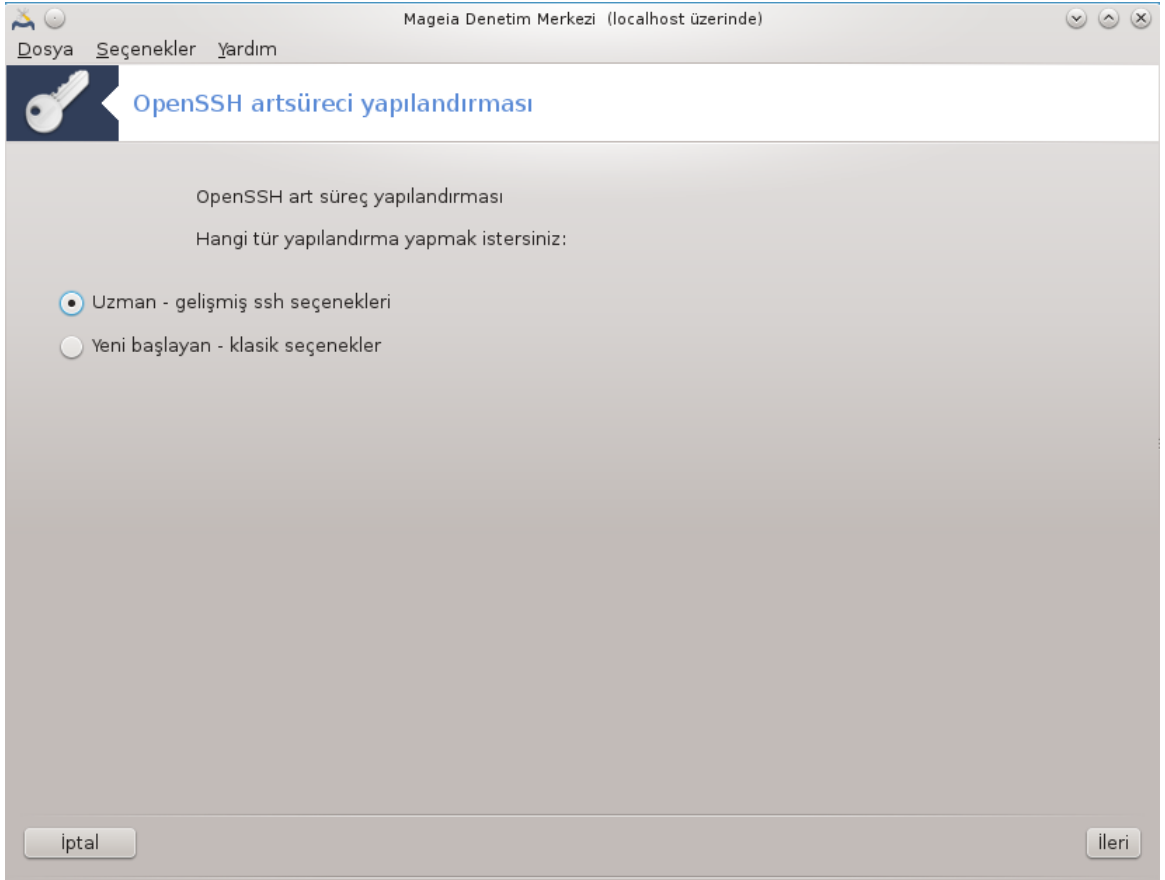 Mageia Denetim Merkezi (localhost üzerinde)
Dosya Seçenekler Yardım
OpenSSH artsüreci yapılandırması
OpenSSH art süreç yapılandırması
Hangi tür yapılandırma yapmak istersiniz:
Uzman - gelişmiş ssh seçenekleri
Yeni başlayan - klasik seçenekler
İptal
İleri